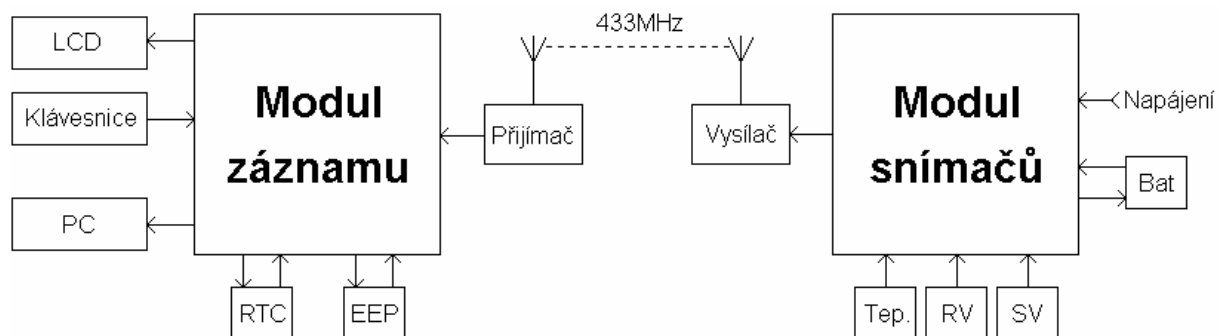 LCD
433MHz
Klávesnice
Modul
záznamu
Přijímač
Vysílač
Modul
snímačů
Napájení
Bat
PC
RTC
EEP
Tep.
RV
SV